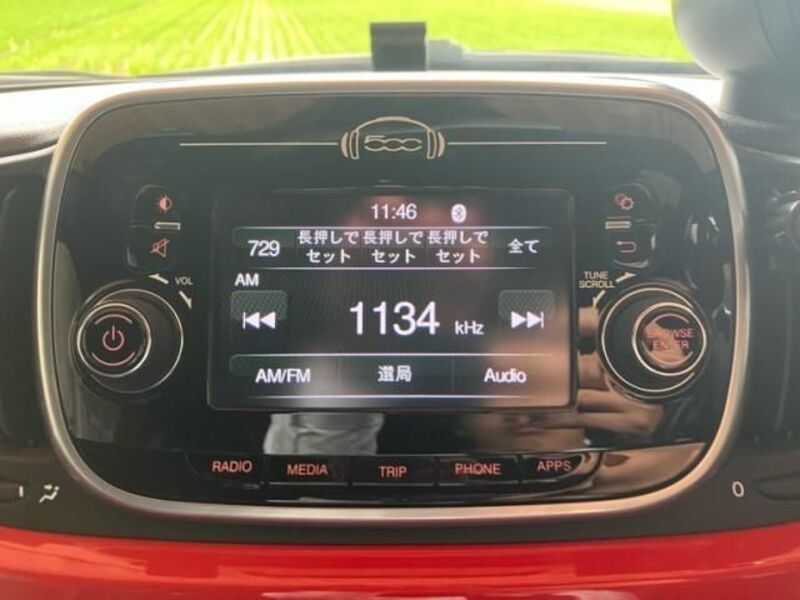 500
11:46
729 長押しで セット 長押しで セット 長押しで セット 全て
AM
1134 kHz
AM/FM 選局 Audio
VOL
TUNE
SCROLL
BROWSE
ENTER
RADIO MEDIA TRIP PHONE APPS
0